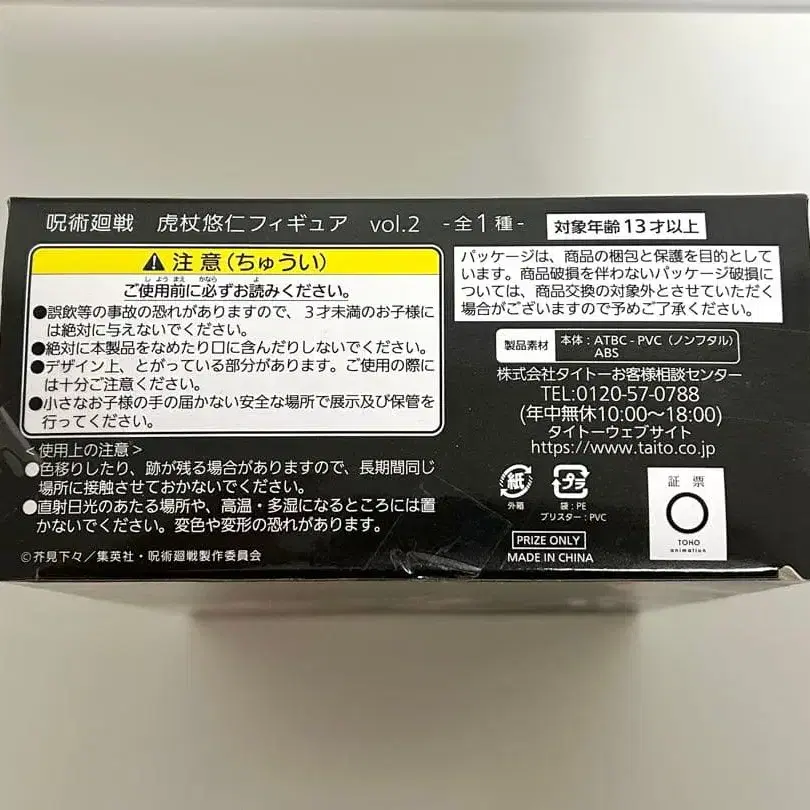 呪術廻戦　虎杖悠仁フィギュア　vol.2　-全1種-　対象年齢13才以上
⚠ 注意(ちゅうい)
ご使用前に必ずお読みください。
しようまえ かなら よ
●誤飲等の事故の恐れがありますので、3才未満のお子様に
は絶対に与えないでください。
●絶対に本製品をなめたり口に含んだりしないでください。
●デザイン上、とがっている部分があります。ご使用の際に
は十分ご注意ください。
●小さなお子様の手の届かない安全な場所で展示及び保管を
行ってください。
<使用上の注意>
●色移りしたり、跡が残る場合がありますので、長期間同じ
場所に接触させておかないでください。
●直射日光のあたる場所や、高温・多湿になるところには置
かないでください。変色や変形の恐れがあります。
©芥見下々／集英社・呪術廻戦製作委員会
パッケージは、商品の梱包と保護を目的として
います。商品破損を伴わないパッケージ破損に
ついては、商品交換の対象外とさせていただく
場合がございますので予めご了承ください。
製品素材　本体：ATBC-PVC（ノンフタル）
ABS
株式会社タイトーお客様相談センター
TEL:0120-57-0788
(年中無休10:00～18:00)
タイトーウェブサイト
https://www.taito.co.jp
紙
外箱
プラ
袋：PE
ブリスター：PVC
PRIZE ONLY
MADE IN CHINA
証票
TOHO
animation